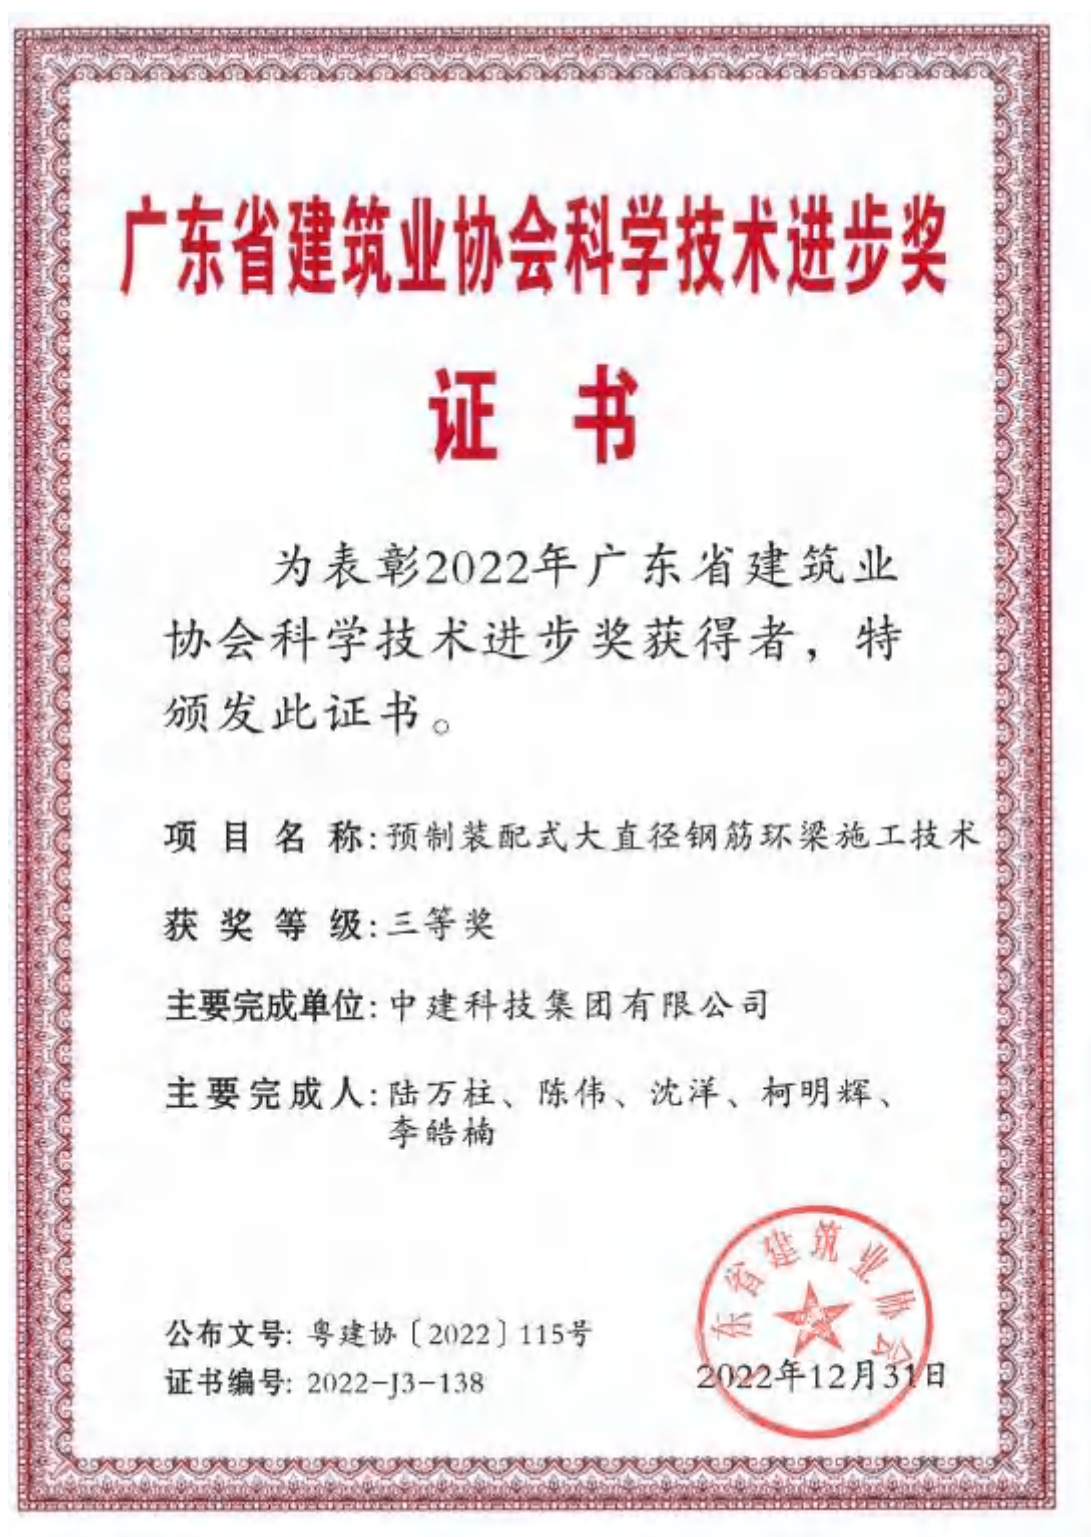 广东省建筑业协会科学技术进步奖
证 书
为表彰2022年广东省建筑业
协会科学技术进步奖获得者，特
颁发此证书。
项目名称：预制装配式大直径钢筋环梁施工技术
获奖等级：三等奖
主要完成单位：中建科技集团有限公司
主要完成人：陆万柱、陈伟、沈洋、柯明辉、
李皓楠
东省建筑业协会
公布文号：粤建协〔2022〕115号
证书编号：2022-J3-138
2022年12月31日